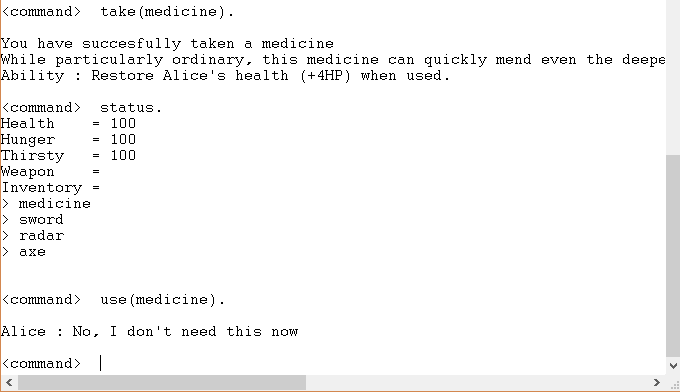 <command>  take(medicine).
You have succesfully taken a medicine
While particularly ordinary, this medicine can quickly mend even the deepe
Ability : Restore Alice's health (+4HP) when used.
<command>  status.
Health    = 100
Hunger    = 100
Thirsty   = 100
Weapon    =
Inventory =
> medicine
> sword
> radar
> axe
<command>  use(medicine).
Alice : No, I don't need this now
<command>